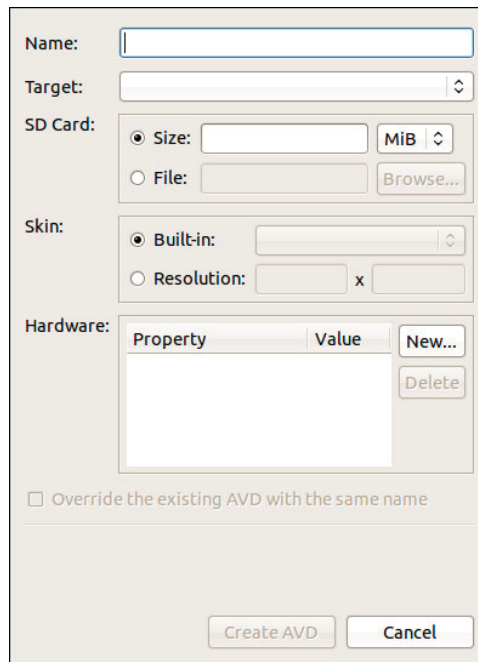 Name:
Target:
SD Card:
Size: MiB
File: Browse...
Skin:
Built-in:
Resolution: x
Hardware:
Property Value New...
Delete
Override the existing AVD with the same name
Create AVD Cancel